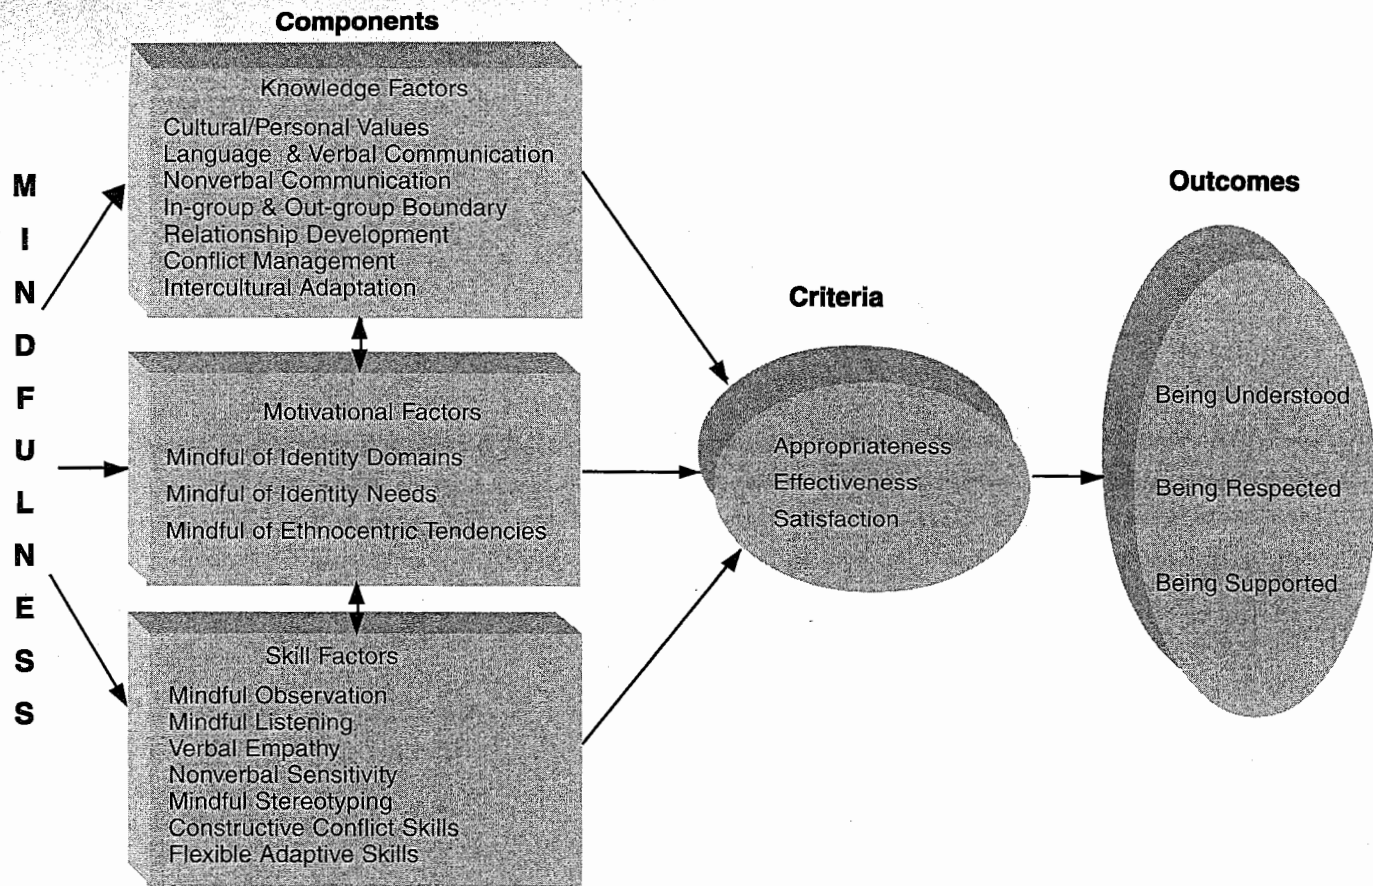 Components
Knowledge Factors
Cultural/Personal Values
Language & Verbal Communication
Nonverbal Communication
In-group & Out-group Boundary
Relationship Development
Conflict Management
Intercultural Adaptation
MINDFULNESS
Motivational Factors
Mindful of Identity Domains
Mindful of Identity Needs
Mindful of Ethnocentric Tendencies
Skill Factors
Mindful Observation
Mindful Listening
Verbal Empathy
Nonverbal Sensitivity
Mindful Stereotyping
Constructive Conflict Skills
Flexible Adaptive Skills
Criteria
Appropriateness
Effectiveness
Satisfaction
Outcomes
Being Understood
Being Respected
Being Supported